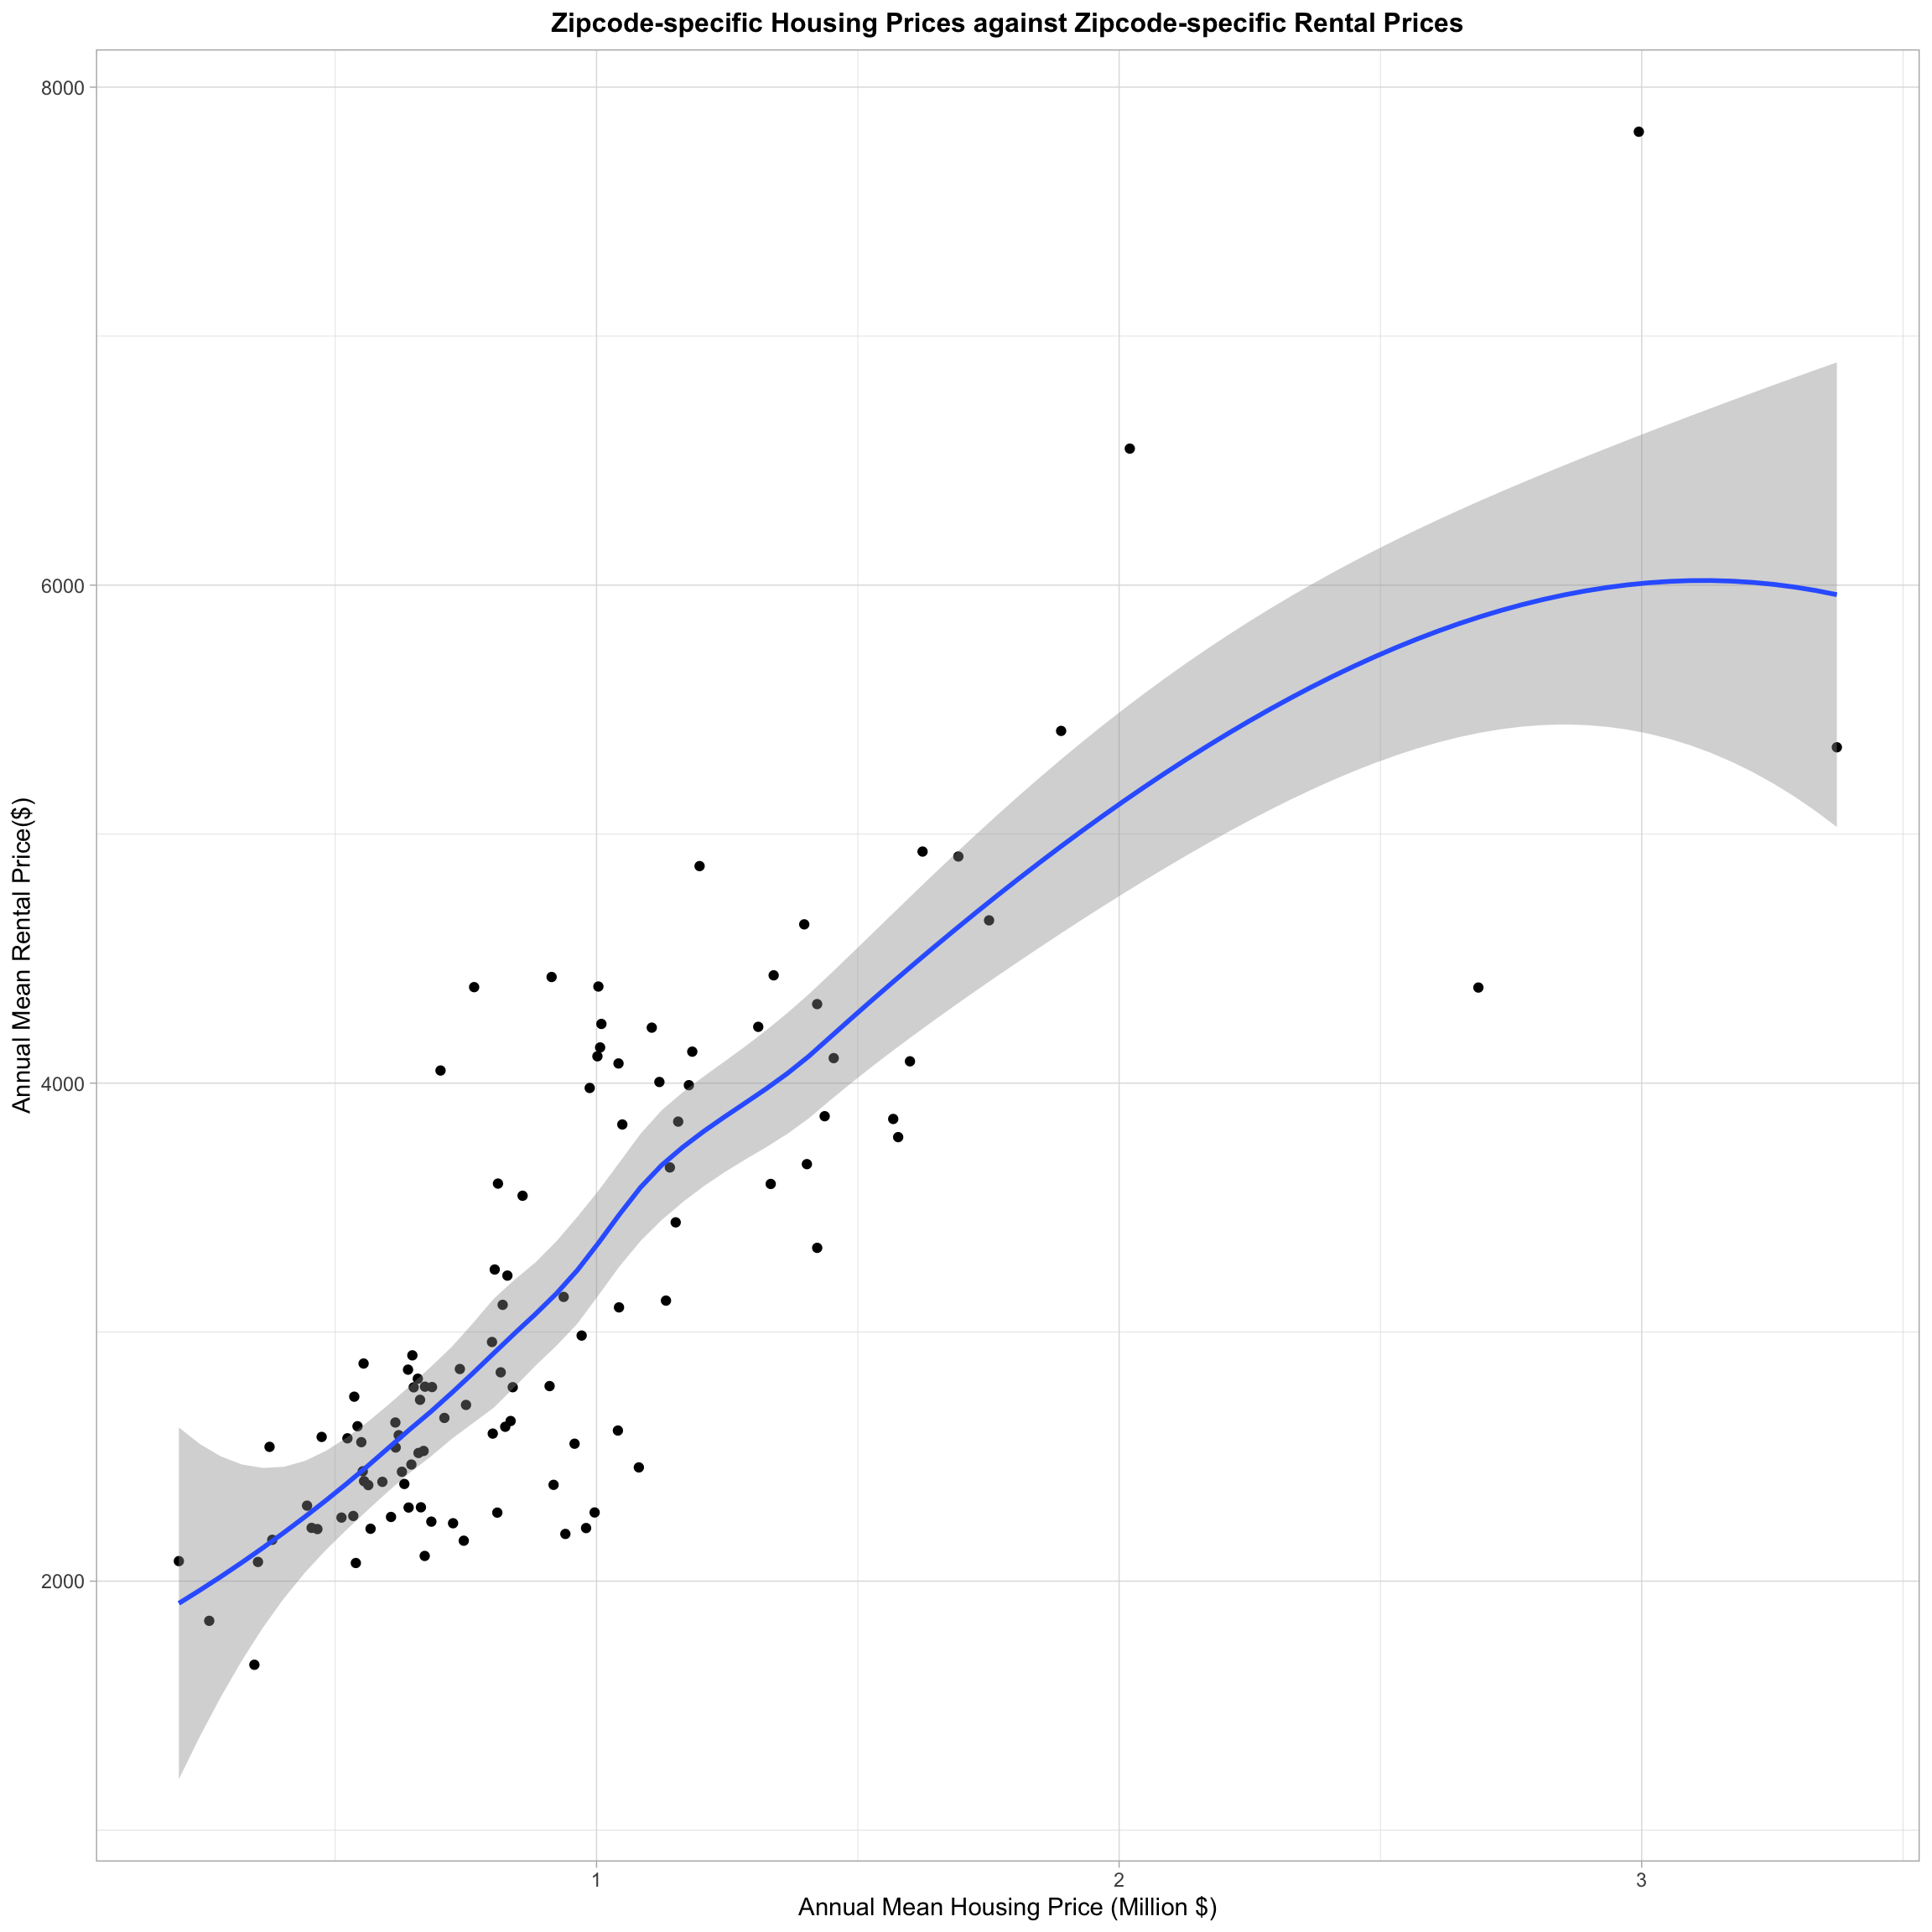 Zipcode-specific Housing Prices against Zipcode-specific Rental Prices
8000
6000
4000
2000
Annual Mean Rental Price($)
1 2 3
Annual Mean Housing Price (Million $)